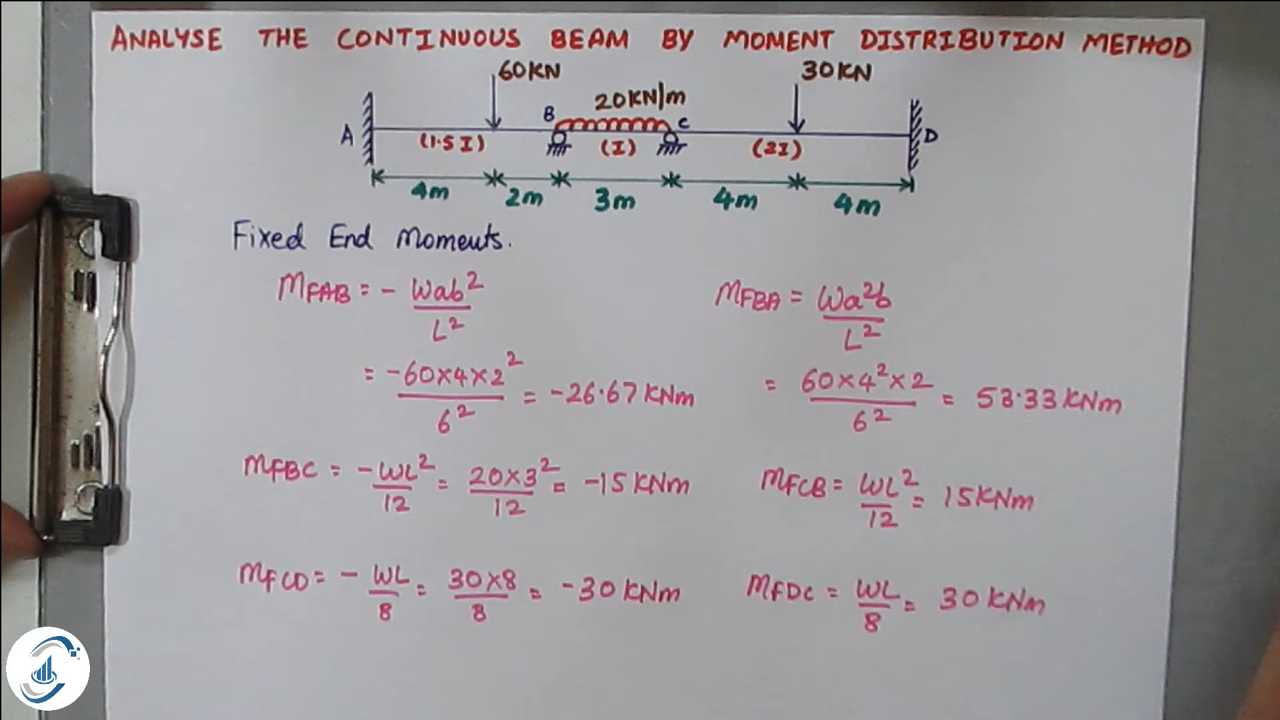 ANALYSE THE CONTINUOUS BEAM BY MOMENT DISTRIBUTION METHOD
60KN 30KN
20KN/m
A B C D
(1.5I) (I) (2I)
4m 2m 3m 4m 4m
Fixed End Moments.
MFAB = - Wab²/L² MFBA = Wa²b/L²
= -60×4×2²/6² = -26.67 KNm = 60×4²×2/6² = 53.33 KNm
MFBC = -WL²/12 = 20×3²/12 = -15 KNm MFCB = WL²/12 = 15 KNm
MFCD = - WL/8 = 30×8/8 = -30 KNm MFDC = WL/8 = 30 KNm